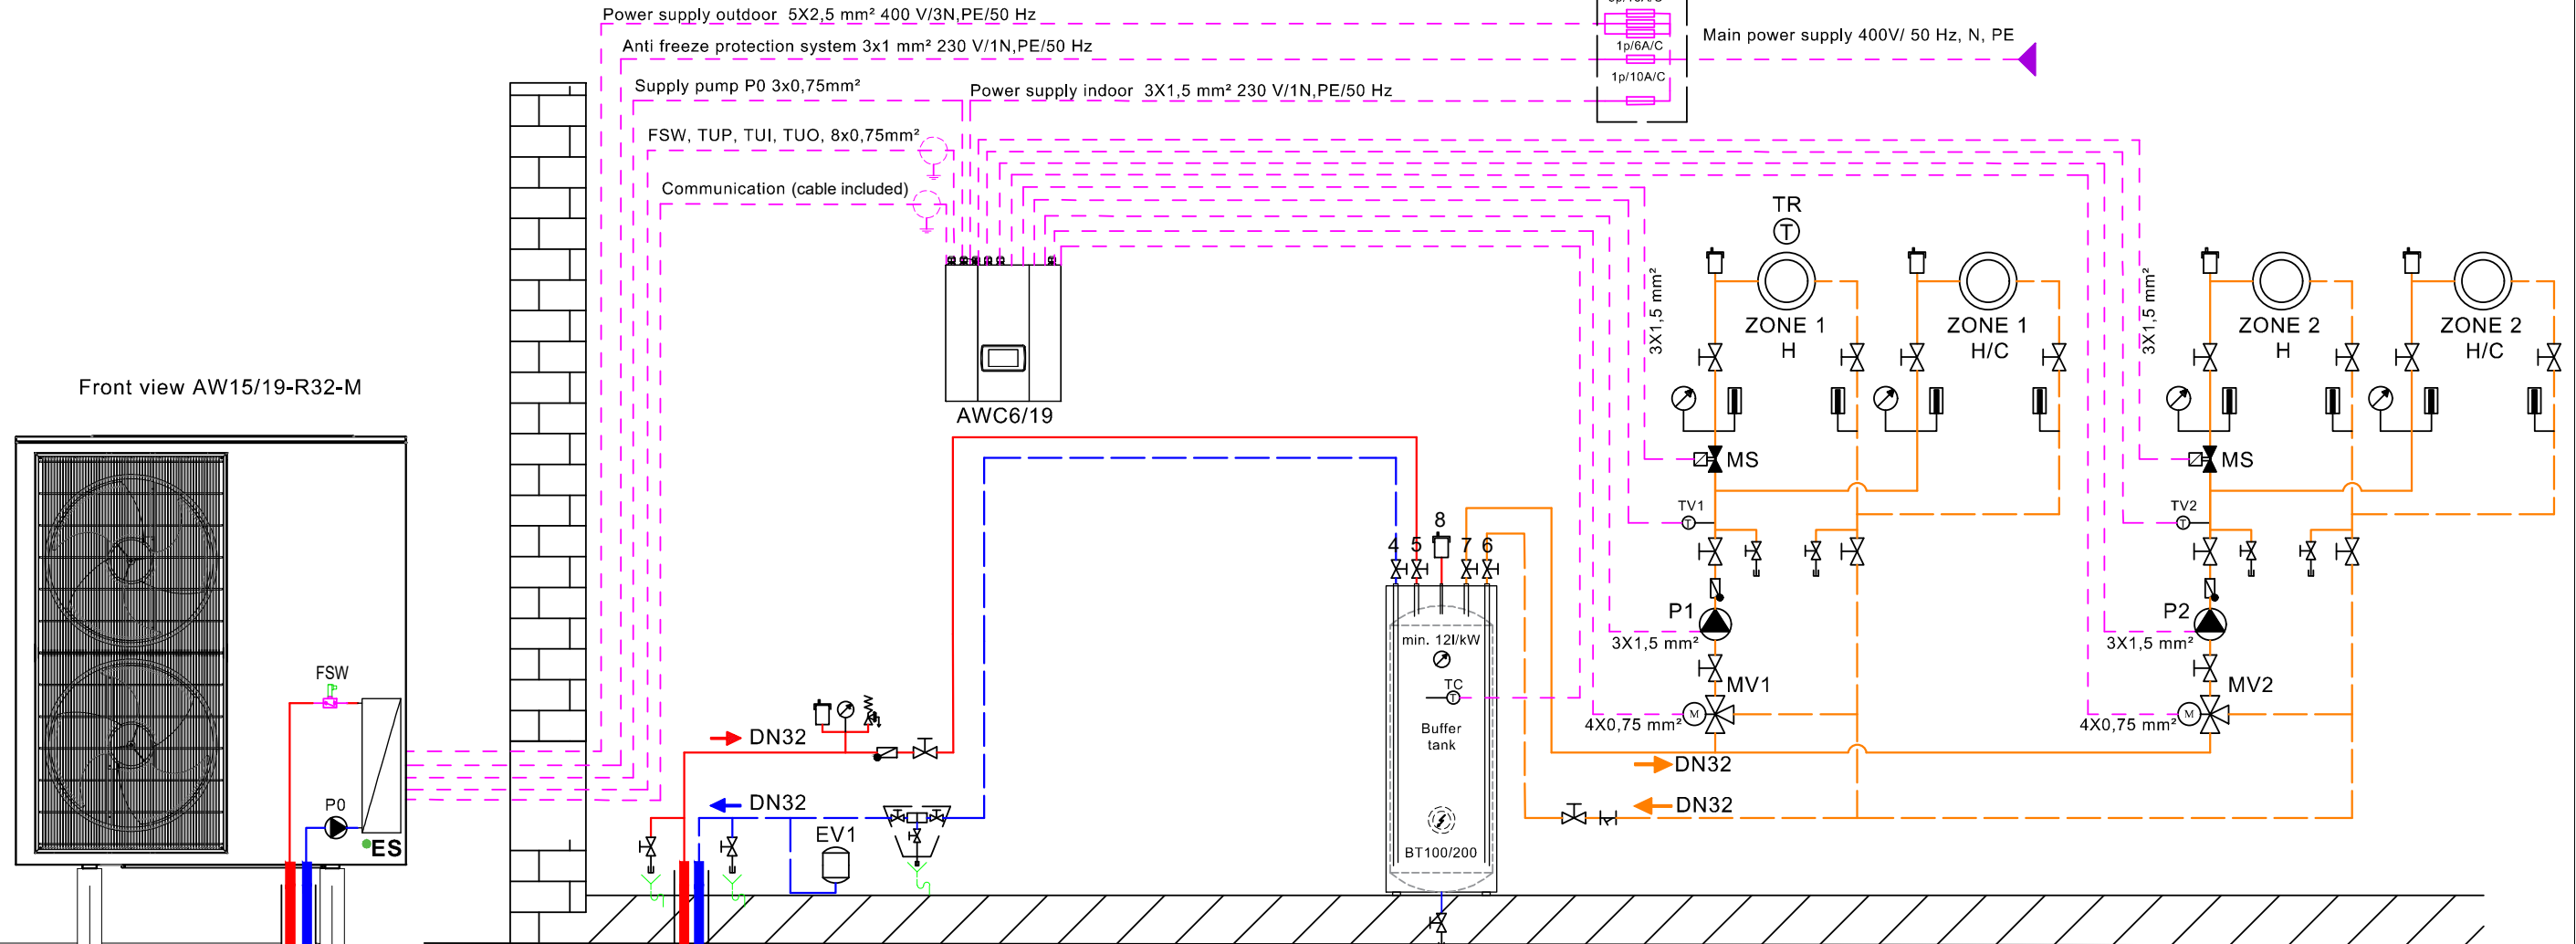 Power supply outdoor 5X2,5 mm² 400 V/3N,PE/50 Hz
Anti freeze protection system 3x1 mm² 230 V/1N,PE/50 Hz
1p/6A/C
Main power supply 400V/ 50 Hz, N, PE
1p/10A/C
Supply pump P0 3x0,75mm²
Power supply indoor 3X1,5 mm² 230 V/1N,PE/50 Hz
FSW, TUP, TUI, TUO, 8x0,75mm²
Communication (cable included)
TR
T
3X1,5 mm²
3X1,5 mm²
ZONE 1
H
ZONE 1
H/C
ZONE 2
H
ZONE 2
H/C
Front view AW15/19-R32-M
AWC6/19
MS
MS
TV1
T
TV2
T
4 5 8 7 6
P1
3X1,5 mm²
P2
3X1,5 mm²
min. 12l/kW
TC
T
Buffer
tank
BT100/200
MV1
M
4X0,75 mm²
MV2
M
4X0,75 mm²
FSW
P0
ES
DN32
DN32
EV1
DN32
DN32